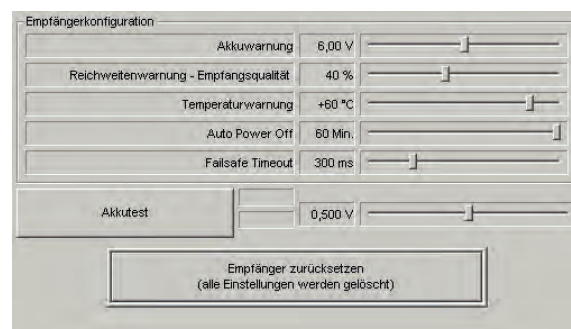 Empfängerkonfiguration
Akkuwarnung 6,00 V
Reichweitenwarnung - Empfangsqualität 40 %
Temperaturwarnung +60 °C
Auto Power Off 60 Min.
Failsafe Timeout 300 ms
Akkutest 0,500 V
Empfänger zurücksetzen
(alle Einstellungen werden gelöscht)